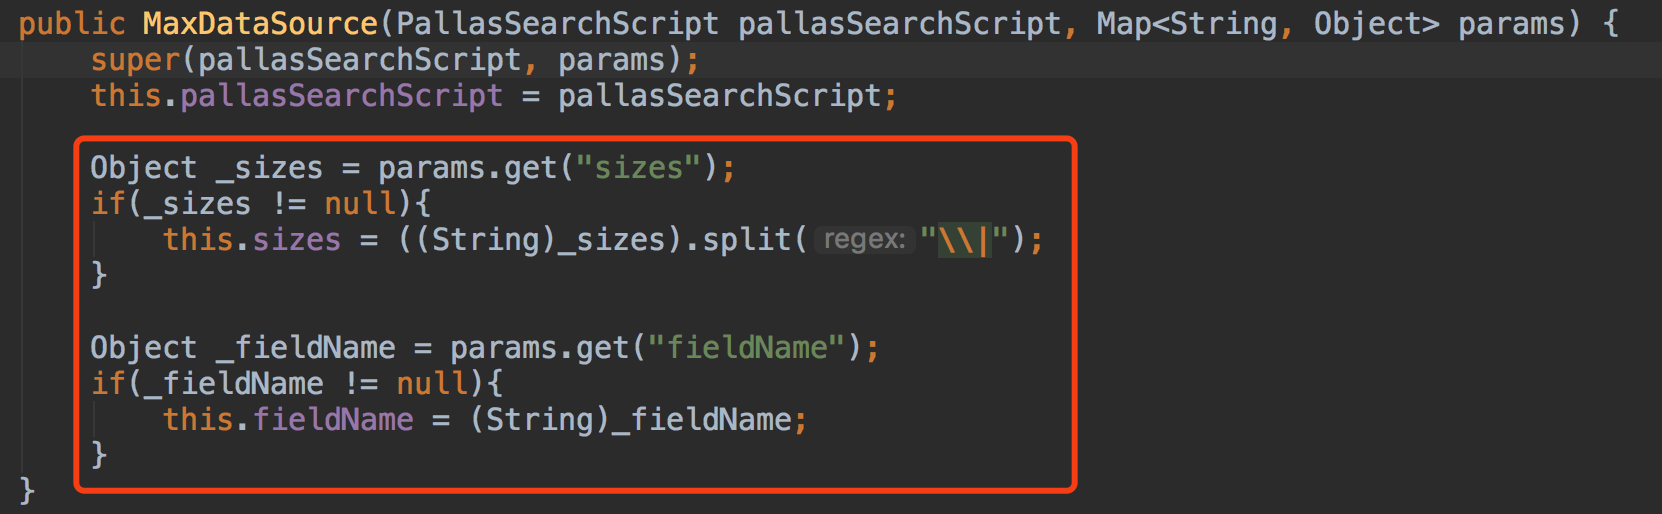 public MaxDataSource(PallasSearchScript pallasSearchScript, Map<String, Object> params) {
    super(pallasSearchScript, params);
    this.pallasSearchScript = pallasSearchScript;

    Object _sizes = params.get("sizes");
    if(_sizes != null){
        this.sizes = ((String)_sizes).split( regex: "\\|");
    }

    Object _fieldName = params.get("fieldName");
    if(_fieldName != null){
        this.fieldName = (String)_fieldName;
    }
}